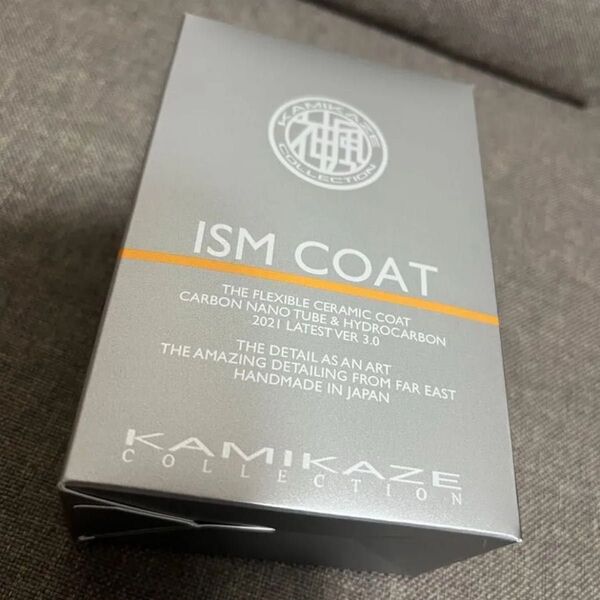 KAMIKAZE
COLLECTION
ISM COAT
THE FLEXIBLE CERAMIC COAT
CARBON NANO TUBE & HYDROCARBON
2021 LATEST VER 3.0
THE DETAIL AS AN ART
THE AMAZING DETAILING FROM FAR EAST
HANDMADE IN JAPAN
KAMIKAZE
COLLECTION